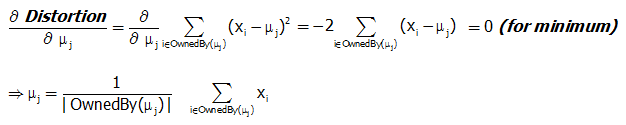 ∂ Distortion / ∂ μⱼ = ∂ / ∂ μⱼ ∑ i∈OwnedBy(μⱼ) (xᵢ − μⱼ)² = −2 ∑ i∈OwnedBy(μⱼ) (xᵢ − μⱼ) = 0 (for minimum)
⇒ μⱼ = 1 / | OwnedBy(μⱼ) | ∑ i∈OwnedBy(μⱼ) xᵢ